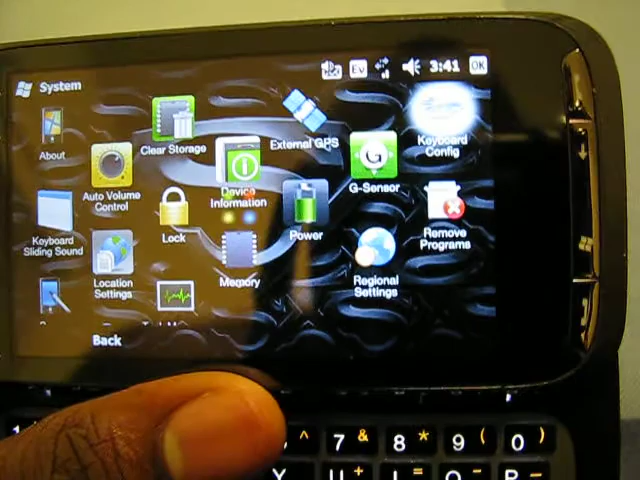 System
Ev
3:41
OK
About
Clear Storage
External GPS
Keyboard
Config
Auto Volume
Control
Device
Information
G-Sensor
Keyboard
Sliding Sound
Lock
Power
Remove
Programs
Location
Settings
Memory
Regional
Settings
Back
^ 7 & 8 * 9 ( 0 )
Y U +